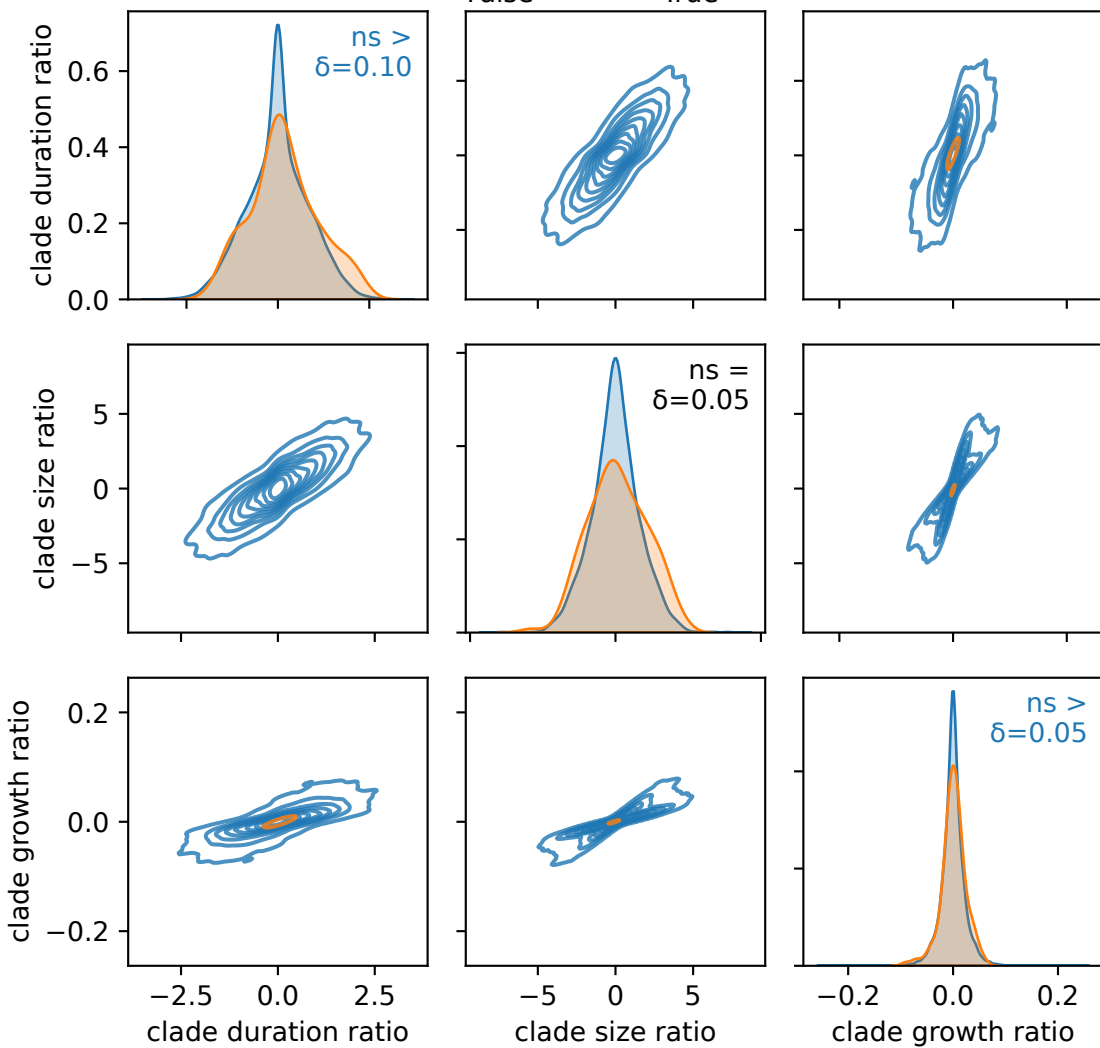 ns >
δ=0.10
clade duration ratio
0.6
0.4
0.2
0.0
ns =
δ=0.05
clade size ratio
5
0
−5
ns >
δ=0.05
clade growth ratio
0.2
0.0
−0.2
−2.5 0.0 2.5
−5 0 5
−0.2 0.0 0.2
clade duration ratio
clade size ratio
clade growth ratio